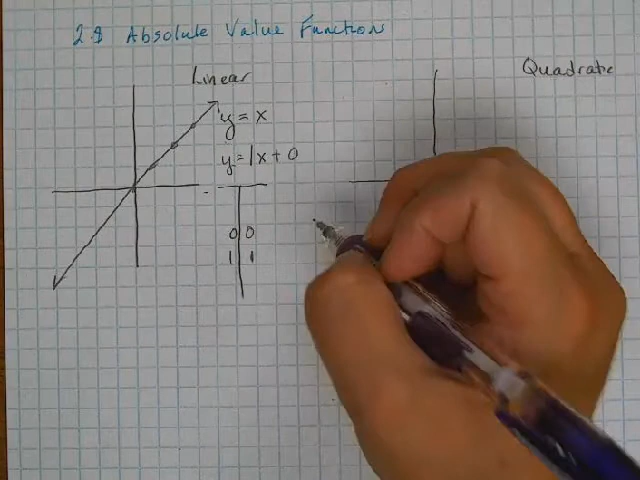 2.8 Absolute Value Function
Linear
y = x
y = 1x + 0
0 0
1 1
Quadratic